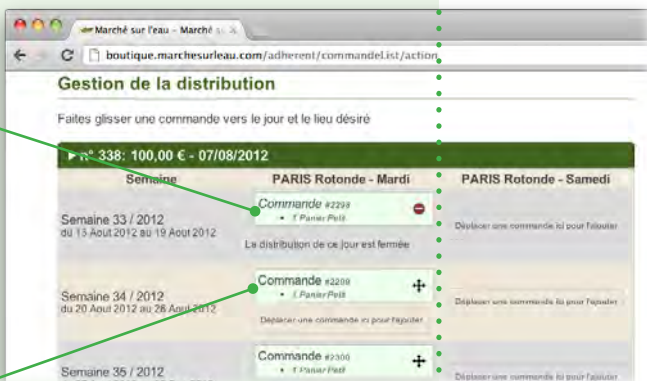 Marché sur l'eau - Marché
boutique.marchesurleau.com/adherent/commandeList/action
Gestion de la distribution
Faites glisser une commande vers le jour et le lieu désiré
n° 338: 100,00 € - 07/08/2012
Semaine PARIS Rotonde - Mardi PARIS Rotonde - Samedi
Commande #2298
1 Panier Petit
Semaine 33 / 2012
du 13 Aout 2012 au 19 Aout 2012
Déplacer une commande ici pour l'ajouter
La distribution de ce jour est fermée
Commande #2299
1 Panier Petit
Semaine 34 / 2012
du 20 Aout 2012 au 26 Aout 2012
Déplacer une commande ici pour l'ajouter
Déplacer une commande ici pour l'ajouter
Commande #2300
1 Panier Petit
Semaine 35 / 2012
Déplacer une commande ici pour l'ajouter